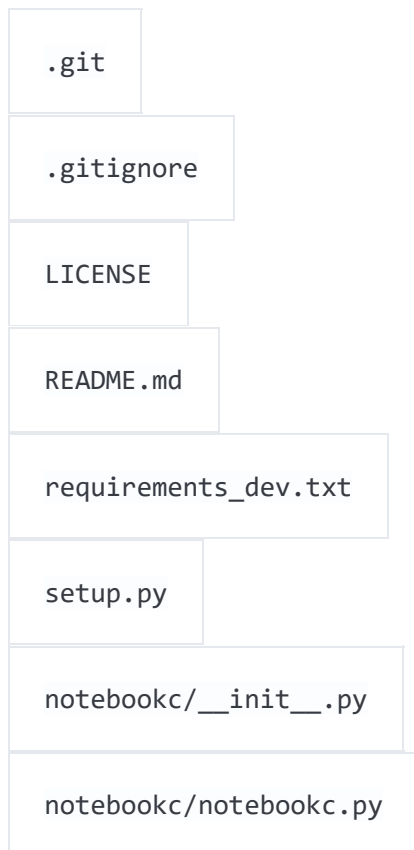 .git
.gitignore
LICENSE
README.md
requirements_dev.txt
setup.py
notebookc/__init__.py
notebookc/notebookc.py